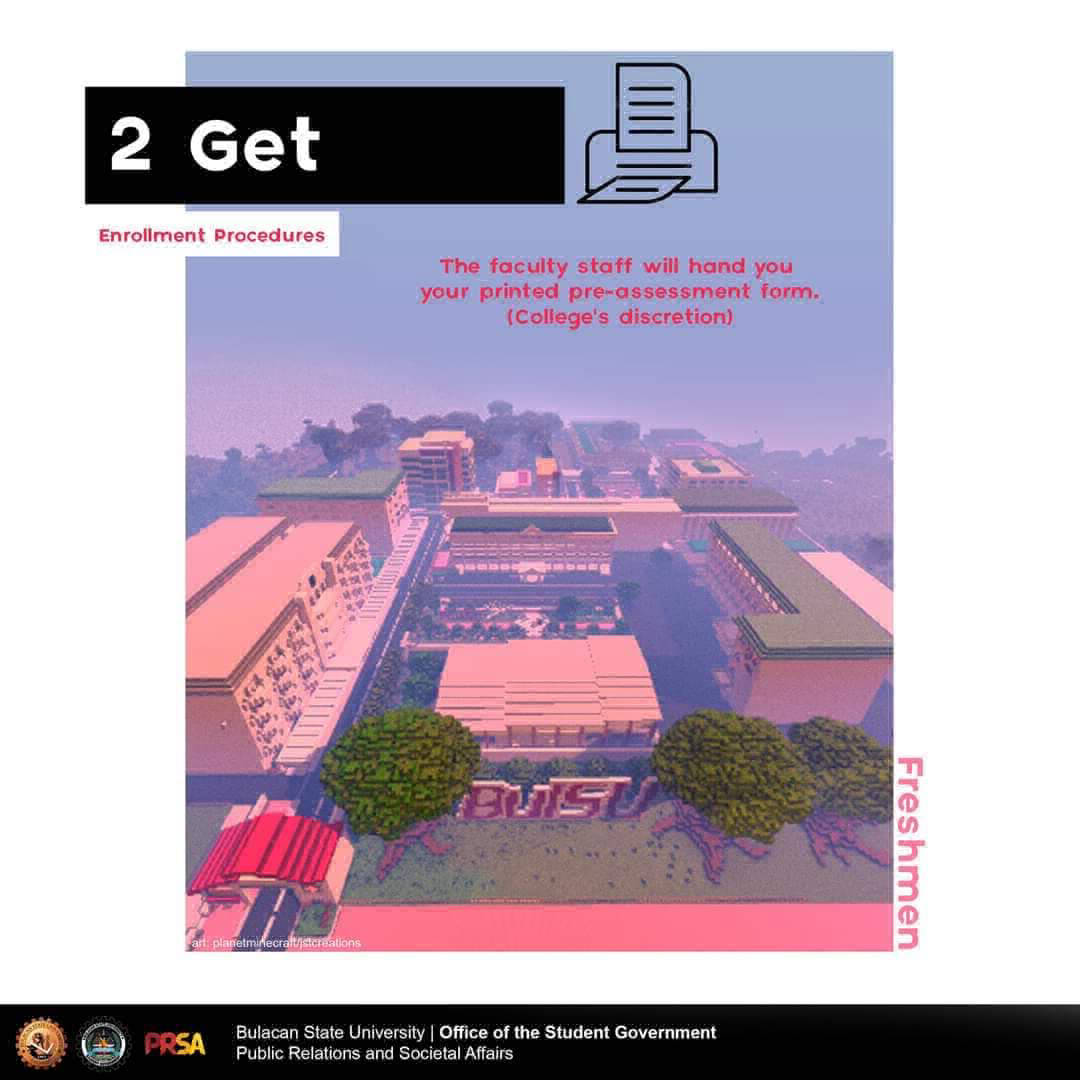 2 Get
Enrollment Procedures
The faculty staff will hand you
your printed pre-assessment form.
(College's discretion)
BulSU
Freshmen
art: planetminecraft/jstcreations
PRSA
Bulacan State University | Office of the Student Government
Public Relations and Societal Affairs